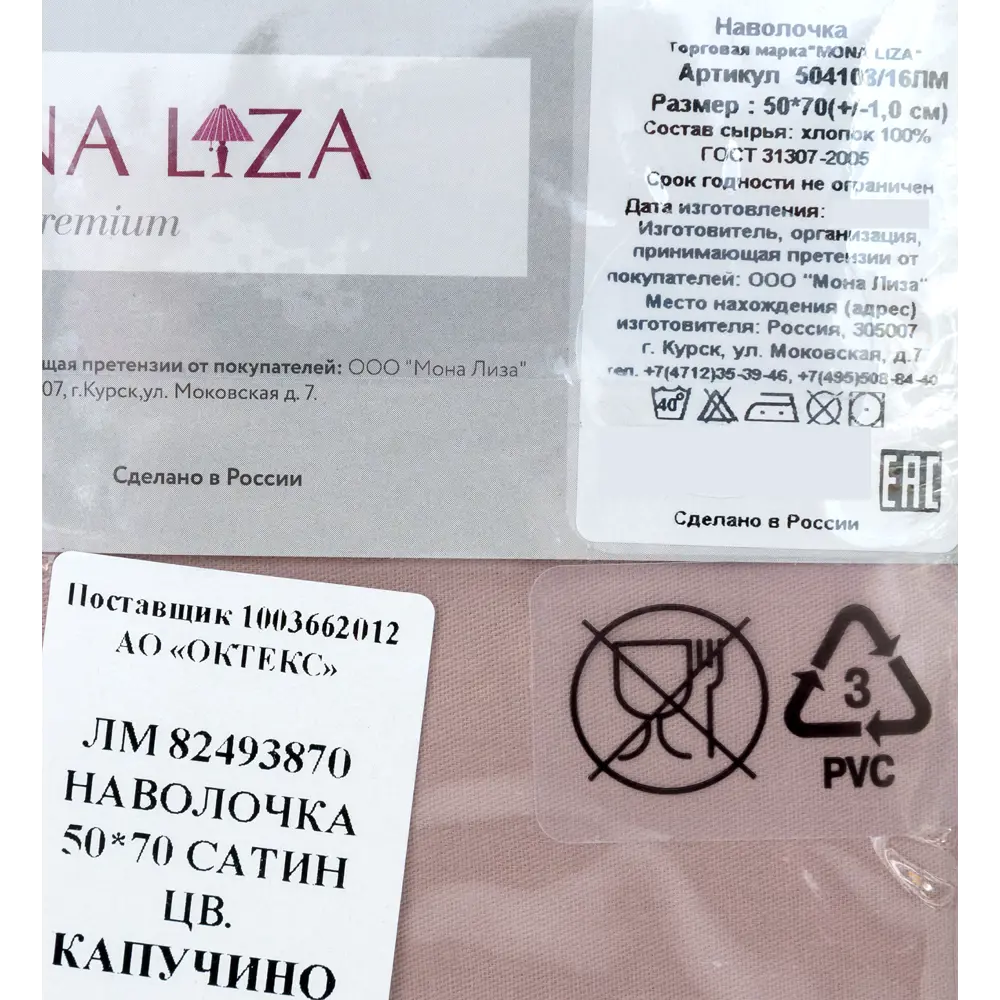 NA LIZA
remium
щая претензии от покупателей: ООО "Мона Лиза"
07, г.Курск,ул. Моковская д. 7.
Сделано в России
Наволочка
Торговая марка"MONA LIZA"
Артикул 504108/16ЛМ
Размер : 50*70(+/-1,0 см)
Состав сырья: хлопок 100%
ГОСТ 31307-2005
Срок годности не ограничен
Дата изготовления:
Изготовитель, организация,
принимающая претензии от
покупателей: ООО "Мона Лиза"
Место нахождения (адрес)
изготовителя: Россия, 305007
г. Курск, ул. Моковская, д.7
тел. +7(4712)35-39-46, +7(495)508-84-40
40°
EAC
Сделано в России
Поставщик 1003662012
АО «ОКТЕКС»
ЛМ 82493870
НАВОЛОЧКА
50*70 САТИН
ЦВ.
КАПУЧИНО
3
PVC